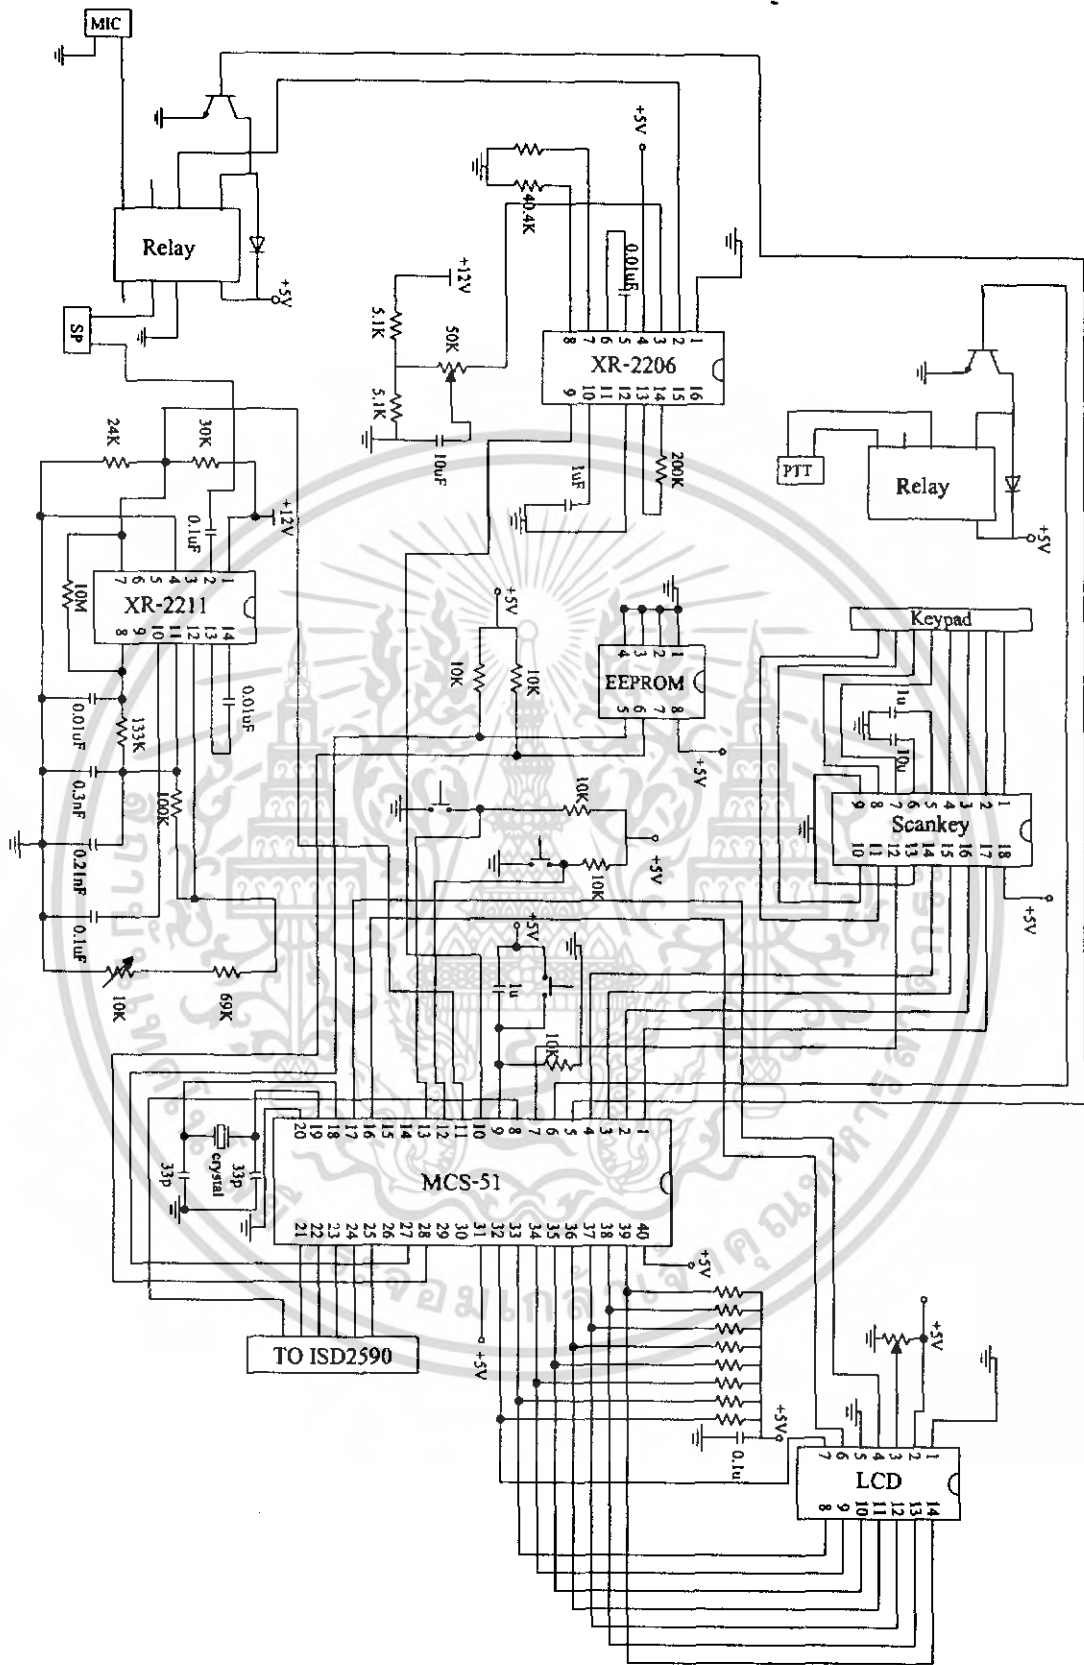 MIC
Relay
+5V
SP
+5V
40.4K
0.01uF
+12V
5.1K
50K
5.1K
10uF
1 2 3 4 5 6 7 8
XR-2206
16 15 14 13 12 11 10 9
200K
1uF
PTT
Relay
+5V
24K
30K
+12V
0.1uF
1 2 3 4 5 6 7
XR-2211
14 13 12 11 10 9 8
10M
0.01uF
0.01uF
133K
0.3nF
100K
0.21nF
0.1uF
10K
69K
+5V
10K
10K
1 2 3 4
EEPROM
8 7 6 5
+5V
Keypad
1u
10u
1 2 3 4 5 6 7 8 9
Scankey
18 17 16 15 14 13 12 11 10
+5V
10K
10K
+5V
+5V
1u
10K
1 2 3 4 5 6 7 8 9 10 11 12 13 14 15 16 17 18 19 20
MCS-51
40 39 38 37 36 35 34 33 32 31 30 29 28 27 26 25 24 23 22 21
33p
crystal
33p
+5V
+5V
TO ISD2590
+5V
0.1u
+5V
1 2 3 4 5 6 7
LCD
14 13 12 11 10 9 8